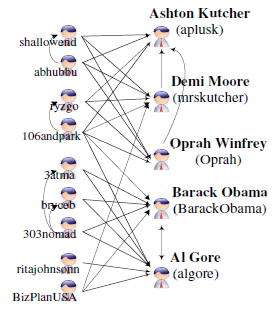 Ashton Kutcher
(aplusk)
shallowend
abhubbu
Demi Moore
(mrskutcher)
ryzgo
106andpark
Oprah Winfrey
(Oprah)
Barack Obama
(BarackObama)
bryceb
303nomad
Al Gore
(algore)
ritajohnsonn
BizPlanUSA